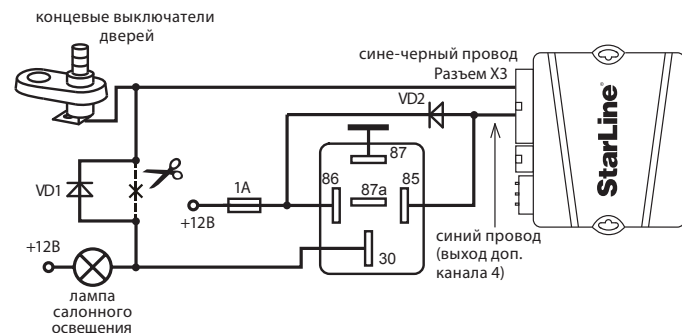 концевые выключатели
дверей
сине-черный провод
Разъем X3
VD2
StarLine®
87
86
87a
85
VD1
1A
+12В
30
+12В
синий провод
(выход доп.
канала 4)
лампа
салонного
освещения